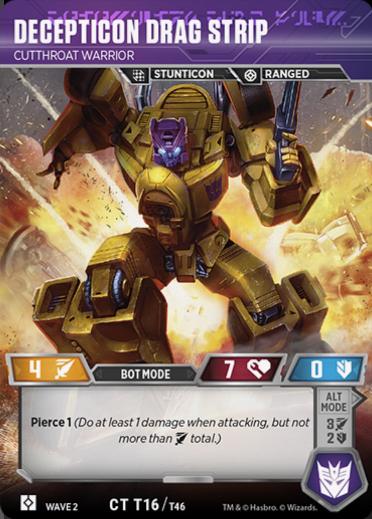 DECEPTICON DRAG STRIP
CUTTHROAT WARRIOR
STUNTICON RANGED
4 BOT MODE 7 0
ALT
MODE
3
2
Pierce 1 (Do at least 1 damage when attacking, but not
more than total.)
WAVE 2 CT T16 / T46 TM & © Hasbro. © Wizards.